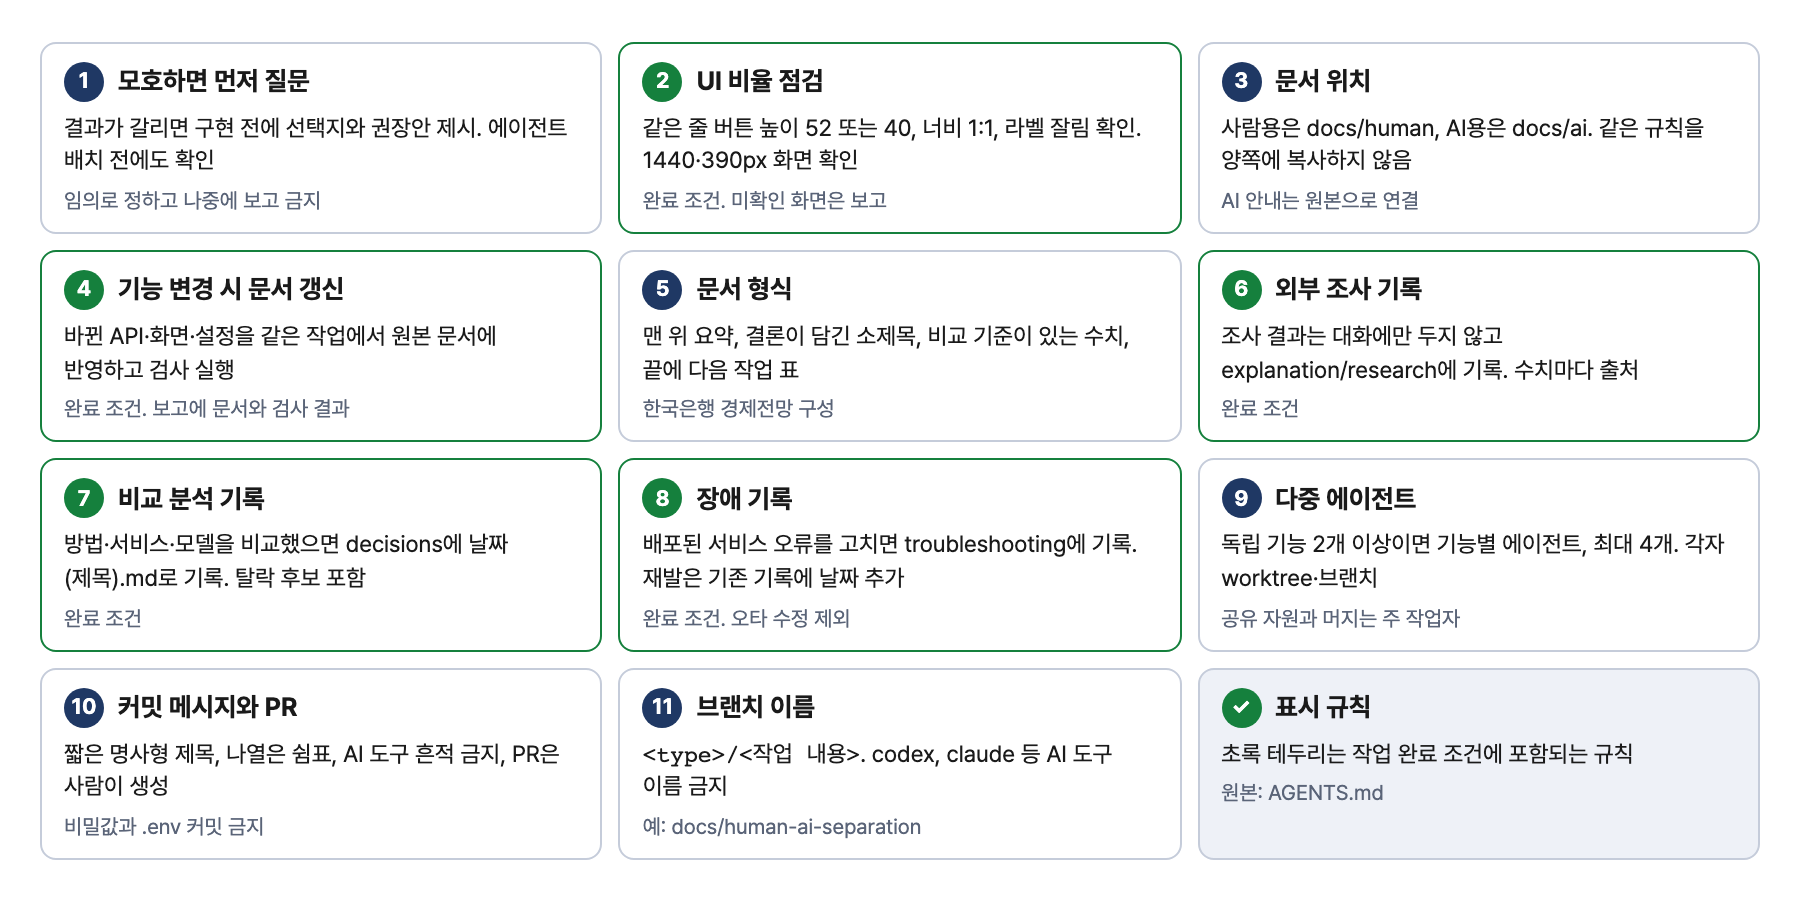 1 모호하면 먼저 질문
결과가 갈리면 구현 전에 선택지와 권장안 제시. 에이전트
배치 전에도 확인
임의로 정하고 나중에 보고 금지
2 UI 비율 점검
같은 줄 버튼 높이 52 또는 40, 너비 1:1, 라벨 잘림 확인.
1440·390px 화면 확인
완료 조건. 미확인 화면은 보고
3 문서 위치
사람용은 docs/human, AI용은 docs/ai. 같은 규칙을
양쪽에 복사하지 않음
AI 안내는 원본으로 연결
4 기능 변경 시 문서 갱신
바뀐 API·화면·설정을 같은 작업에서 원본 문서에
반영하고 검사 실행
완료 조건. 보고에 문서와 검사 결과
5 문서 형식
맨 위 요약, 결론이 담긴 소제목, 비교 기준이 있는 수치,
끝에 다음 작업 표
한국은행 경제전망 구성
6 외부 조사 기록
조사 결과는 대화에만 두지 않고
explanation/research에 기록. 수치마다 출처
완료 조건
7 비교 분석 기록
방법·서비스·모델을 비교했으면 decisions에 날짜
(제목).md로 기록. 탈락 후보 포함
완료 조건
8 장애 기록
배포된 서비스 오류를 고치면 troubleshooting에 기록.
재발은 기존 기록에 날짜 추가
완료 조건. 오타 수정 제외
9 다중 에이전트
독립 기능 2개 이상이면 기능별 에이전트, 최대 4개. 각자
worktree·브랜치
공유 자원과 머지는 주 작업자
10 커밋 메시지와 PR
짧은 명사형 제목, 나열은 쉼표, AI 도구 흔적 금지, PR은
사람이 생성
비밀값과 .env 커밋 금지
11 브랜치 이름
<type>/<작업 내용>. codex, claude 등 AI 도구
이름 금지
예: docs/human-ai-separation
✓ 표시 규칙
초록 테두리는 작업 완료 조건에 포함되는 규칙
원본: AGENTS.md